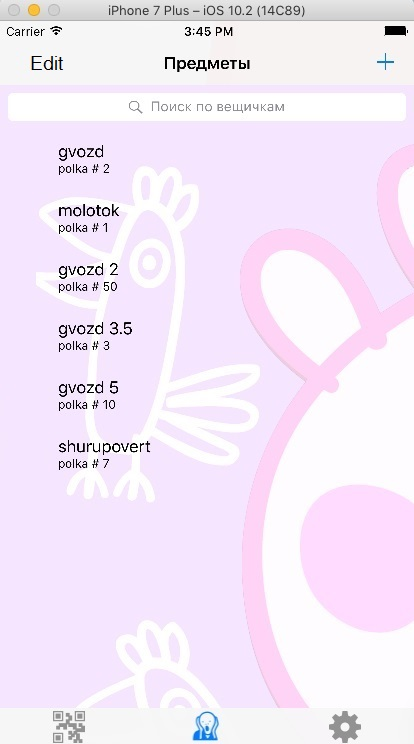 iPhone 7 Plus – iOS 10.2 (14C89)
Carrier 3:45 PM
Edit Предметы +
Поиск по вещичкам
gvozd
polka # 2
molotok
polka # 1
gvozd 2
polka # 50
gvozd 3.5
polka # 3
gvozd 5
polka # 10
shurupovert
polka # 7